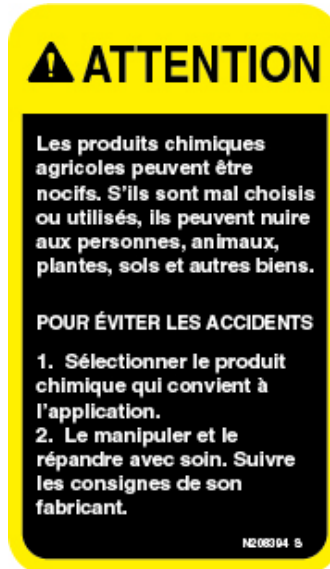 ATTENTION
Les produits chimiques
agricoles peuvent être
nocifs. S'ils sont mal choisis
ou utilisés, ils peuvent nuire
aux personnes, animaux,
plantes, sols et autres biens.
POUR ÉVITER LES ACCIDENTS
1. Sélectionner le produit
chimique qui convient à
l'application.
2. Le manipuler et le
répandre avec soin. Suivre
les consignes de son
fabricant.
N208394 S